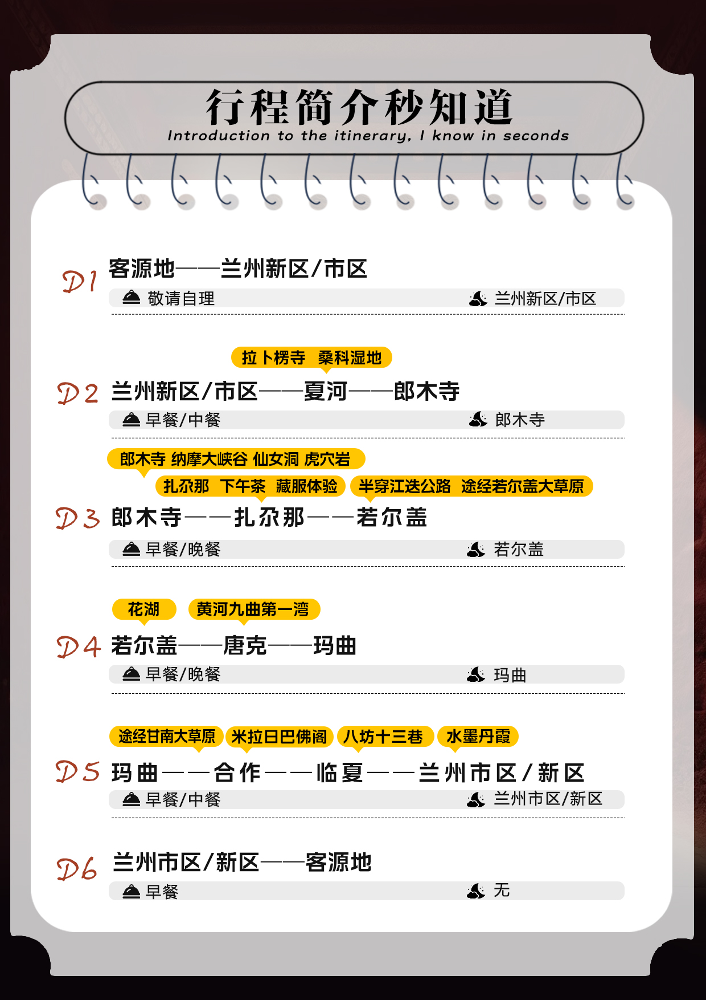 行程简介秒知道
Introduction to the itinerary, I know in seconds
D1 客源地——兰州新区/市区
敬请自理 兰州新区/市区
拉卜楞寺 桑科湿地
D2 兰州新区/市区——夏河——郎木寺
早餐/中餐 郎木寺
郎木寺 纳摩大峡谷 仙女洞 虎穴岩
扎尕那 下午茶 藏服体验 半穿江迭公路 途经若尔盖大草原
D3 郎木寺——扎尕那——若尔盖
早餐/晚餐 若尔盖
花湖 黄河九曲第一湾
D4 若尔盖——唐克——玛曲
早餐/晚餐 玛曲
途经甘南大草原 米拉日巴佛阁 八坊十三巷 水墨丹霞
D5 玛曲——合作——临夏——兰州市区/新区
早餐/中餐 兰州市区/新区
D6 兰州市区/新区——客源地
早餐 无